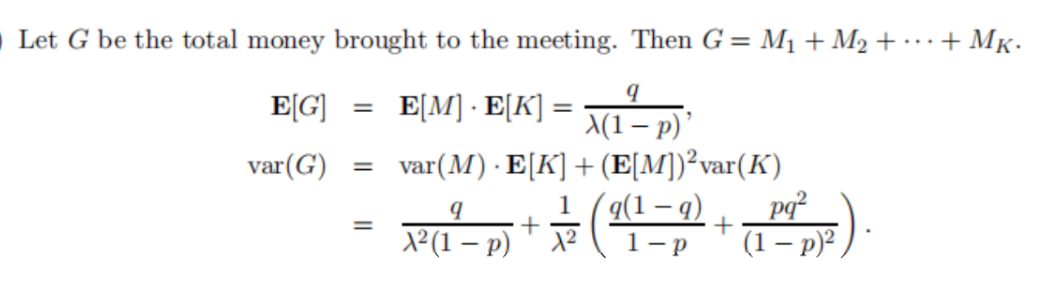 ) Let G be the total money brought to the meeting. Then G = M₁ + M₂ + ··· + M_K.
E[G] = E[M] · E[K] = q / λ(1 − p),
var(G) = var(M) · E[K] + (E[M])²var(K)
= q / λ²(1 − p) + 1 / λ² ( q(1 − q) / 1 − p + pq² / (1 − p)² ) .